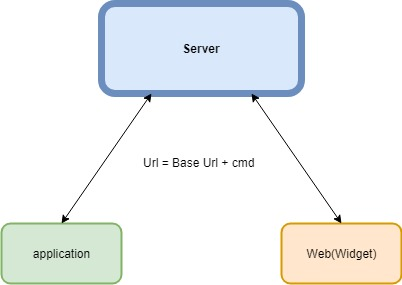 Server
Url = Base Url + cmd
application
Web(Widget)